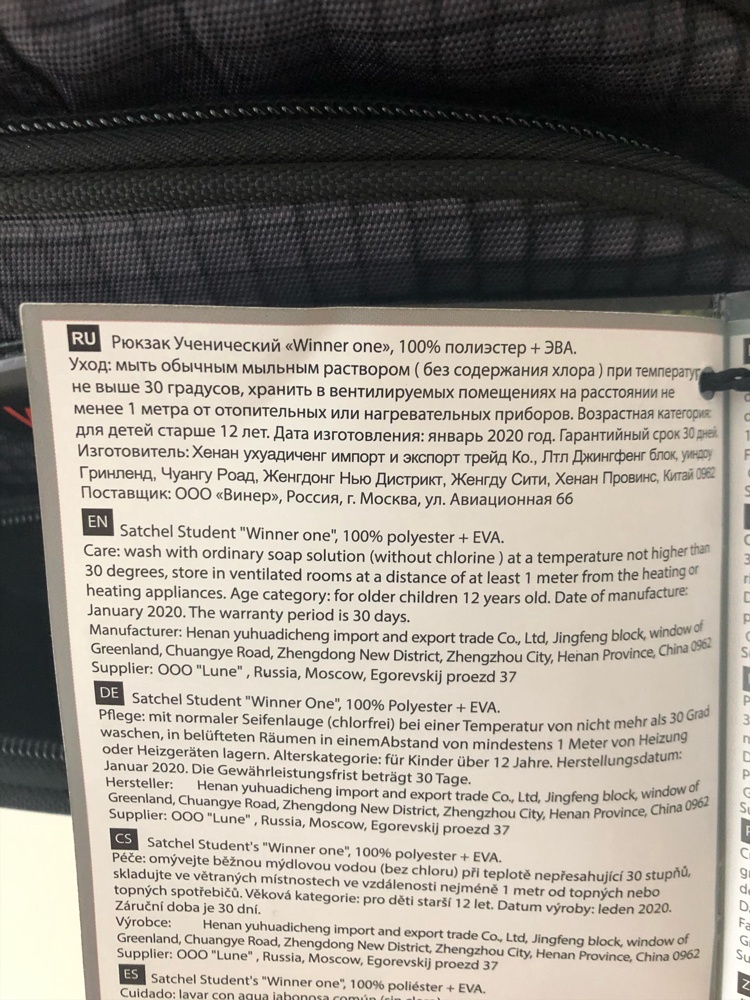 RU Рюкзак Ученический «Winner one», 100% полиэстер + ЭВА.
Уход: мыть обычным мыльным раствором ( без содержания хлора ) при температур
не выше 30 градусов, хранить в вентилируемых помещениях на расстоянии не
менее 1 метра от отопительных или нагревательных приборов. Возрастная категория:
для детей старше 12 лет. Дата изготовления: январь 2020 год. Гарантийный срок 30 дней.
Изготовитель: Хенан ухуадиченг импорт и экспорт трейд Ко., Лтл Джингфенг блок, уиндоу
Гринленд, Чуангу Роад, Женгдонг Нью Дистрикт, Женгду Сити, Хенан Провинс, Китай 0962
Поставщик: ООО «Винер», Россия, г. Москва, ул. Авиационная 66
EN Satchel Student "Winner one", 100% polyester + EVA.
Care: wash with ordinary soap solution (without chlorine ) at a temperature not higher than
30 degrees, store in ventilated rooms at a distance of at least 1 meter from the heating or
heating appliances. Age category: for older children 12 years old. Date of manufacture:
January 2020. The warranty period is 30 days.
Manufacturer: Henan yuhuadicheng import and export trade Co., Ltd, Jingfeng block, window of
Greenland, Chuangye Road, Zhengdong New District, Zhengzhou City, Henan Province, China 0962
Supplier: OOO "Lune" , Russia, Moscow, Egorevskij proezd 37
DE Satchel Student "Winner One", 100% Polyester + EVA.
Pflege: mit normaler Seifenlauge (chlorfrei) bei einer Temperatur von nicht mehr als 30 Grad
waschen, in belüfteten Räumen in einemAbstand von mindestens 1 Meter von Heizung
oder Heizgeräten lagern. Alterskategorie: für Kinder über 12 Jahre. Herstellungsdatum:
Januar 2020. Die Gewährleistungsfrist beträgt 30 Tage.
Hersteller: Henan yuhuadicheng import and export trade Co., Ltd, Jingfeng block, window of
Greenland, Chuangye Road, Zhengdong New District, Zhengzhou City, Henan Province, China 0962
Supplier: OOO "Lune" , Russia, Moscow, Egorevskij proezd 37
CS Satchel Student's "Winner one", 100% polyester + EVA.
Péče: omývejte běžnou mýdlovou vodou (bez chloru) při teplotě nepřesahující 30 stupňů,
skladujte ve větraných místnostech ve vzdálenosti nejméně 1 metr od topných nebo
topných spotřebičů. Věková kategorie: pro děti starší 12 let. Datum výroby: leden 2020.
Záruční doba je 30 dní.
Výrobce: Henan yuhuadicheng import and export trade Co., Ltd, Jingfeng block, window of
Greenland, Chuangye Road, Zhengdong New District, Zhengzhou City, Henan Province, China 0962
Supplier: OOO "Lune" , Russia, Moscow, Egorevskij proezd 37
ES Satchel Student's "Winner one", 100% poliéster + EVA.
Cuidado: lavar con agua jabonosa común (sin cloro)